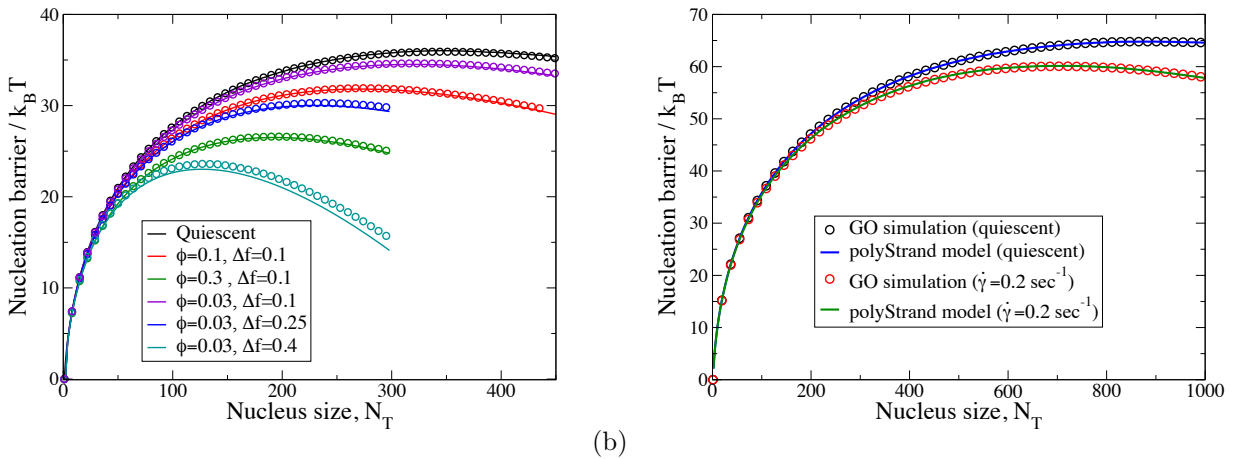 40
35
30
25
20
15
10
5
0
Nucleation barrier / k_B T
Quiescent
ϕ=0.1, Δf=0.1
ϕ=0.3 , Δf=0.1
ϕ=0.03, Δf=0.1
ϕ=0.03, Δf=0.25
ϕ=0.03, Δf=0.4
0 100 200 300 400
Nucleus size, N_T
(b)
70
60
50
40
30
20
10
0
Nucleation barrier / k_B T
GO simulation (quiescent)
polyStrand model (quiescent)
GO simulation (γ̇=0.2 sec⁻¹)
polyStrand model (γ̇=0.2 sec⁻¹)
0 200 400 600 800 1000
Nucleus size, N_T